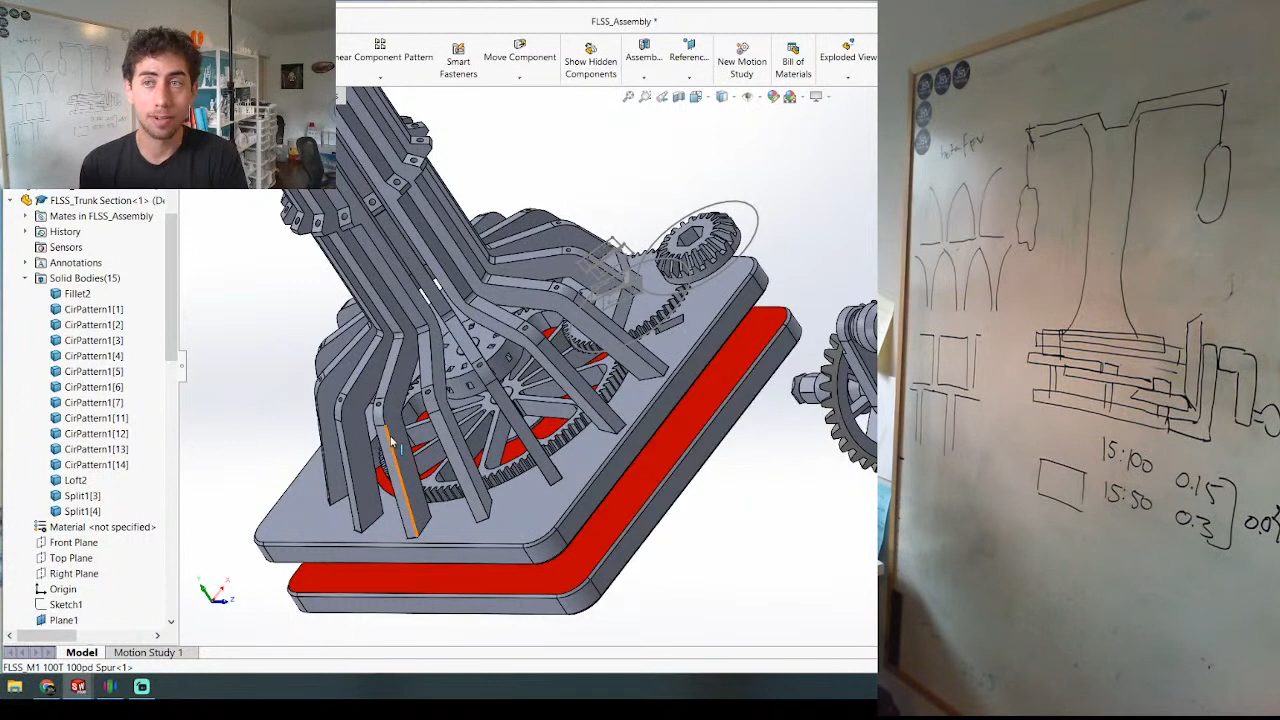 FLSS_Assembly *
near Component Pattern
Smart
Fasteners
Move Component
Show Hidden
Components
Assemb...
Referenc...
New Motion
Study
Bill of
Materials
Exploded View
FLSS_Trunk Section<1> (De
Mates in FLSS_Assembly
History
Sensors
Annotations
Solid Bodies(15)
Fillet2
CirPattern1[1]
CirPattern1[2]
CirPattern1[3]
CirPattern1[4]
CirPattern1[5]
CirPattern1[6]
CirPattern1[7]
CirPattern1[11]
CirPattern1[12]
CirPattern1[13]
CirPattern1[14]
Loft2
Split1[3]
Split1[4]
Material <not specified>
Front Plane
Top Plane
Right Plane
Origin
Sketch1
Plane1
Model
Motion Study 1
FLSS_M1 100T 100pd Spur<1>
SW
15:100 0.15
15:50 0.3